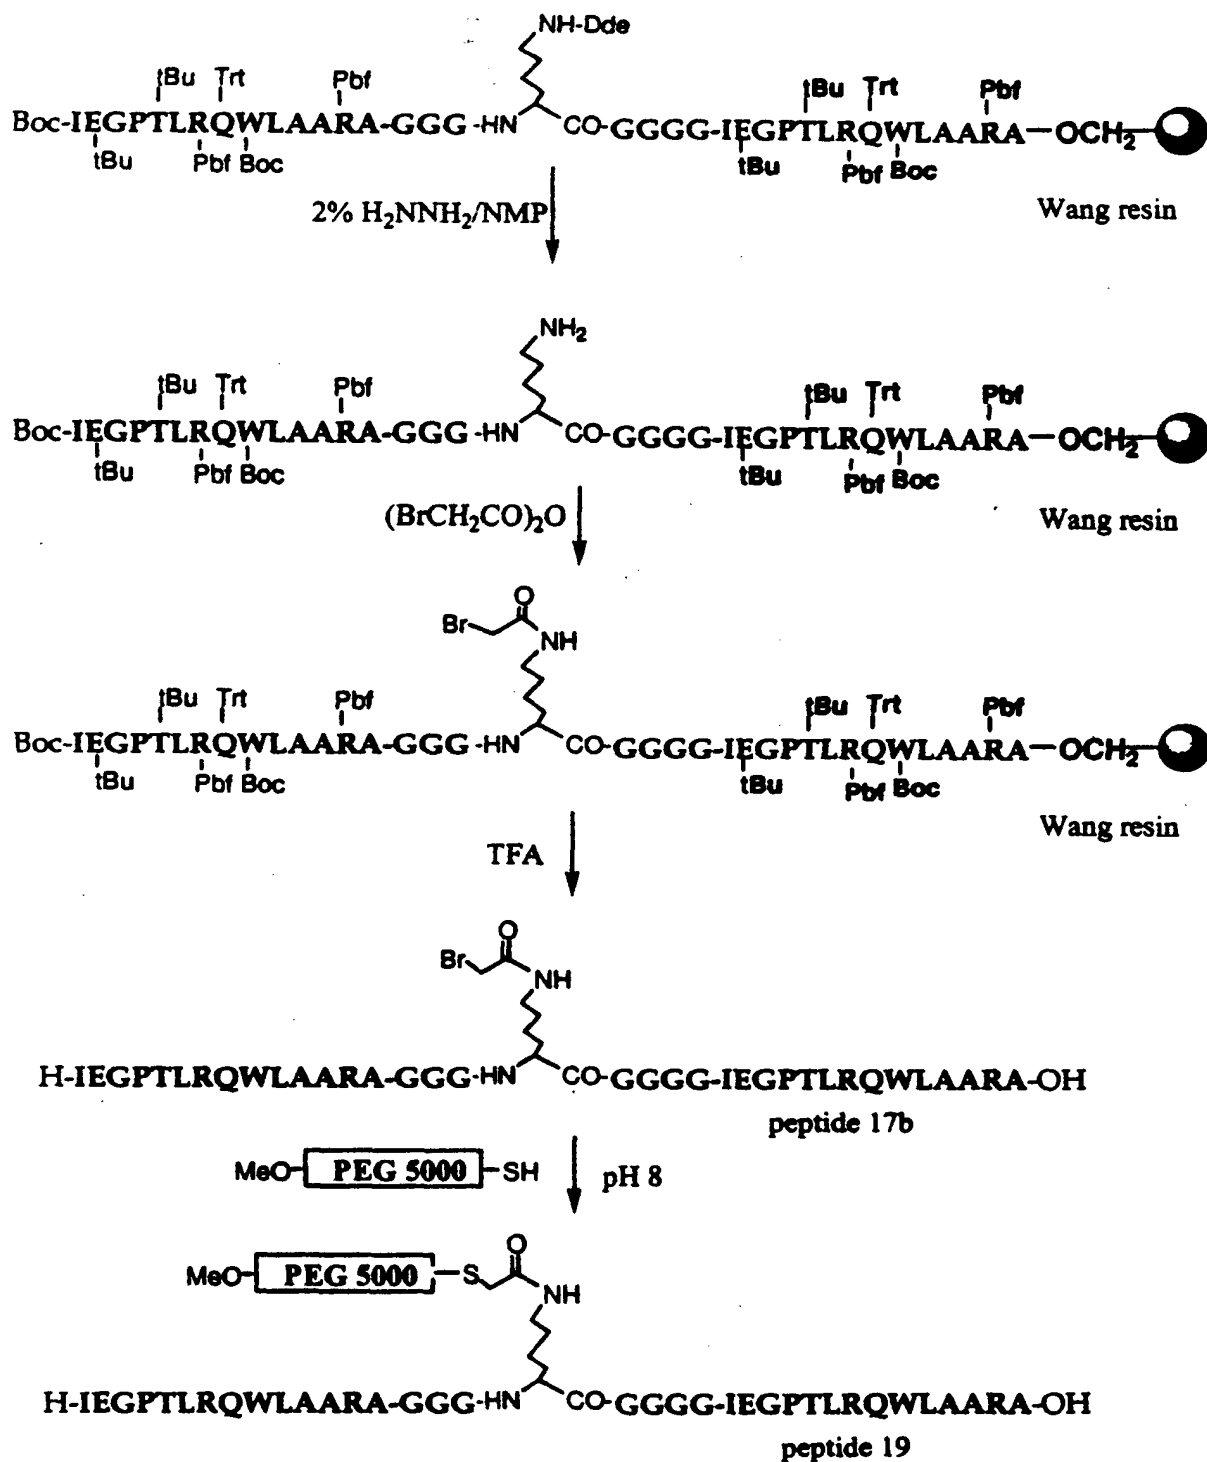 NH-Dde
tBu Trt Pbf tBu Trt Pbf
Boc-IEGPTLRQWLAARA-GGG-HN CO-GGGG-IEGPTLRQWLAARA-OCH₂
tBu Pbf Boc tBu Pbf Boc
2% H₂NNH₂/NMP
Wang resin
NH₂
tBu Trt Pbf tBu Trt Pbf
Boc-IEGPTLRQWLAARA-GGG-HN CO-GGGG-IEGPTLRQWLAARA-OCH₂
tBu Pbf Boc tBu Pbf Boc
(BrCH₂CO)₂O
Wang resin
O
Br NH
tBu Trt Pbf tBu Trt Pbf
Boc-IEGPTLRQWLAARA-GGG-HN CO-GGGG-IEGPTLRQWLAARA-OCH₂
tBu Pbf Boc tBu Pbf Boc
Wang resin
TFA
O
Br NH
H-IEGPTLRQWLAARA-GGG-HN CO-GGGG-IEGPTLRQWLAARA-OH
peptide 17b
MeO-PEG 5000-SH pH 8
O
MeO-PEG 5000-S NH
H-IEGPTLRQWLAARA-GGG-HN CO-GGGG-IEGPTLRQWLAARA-OH
peptide 19